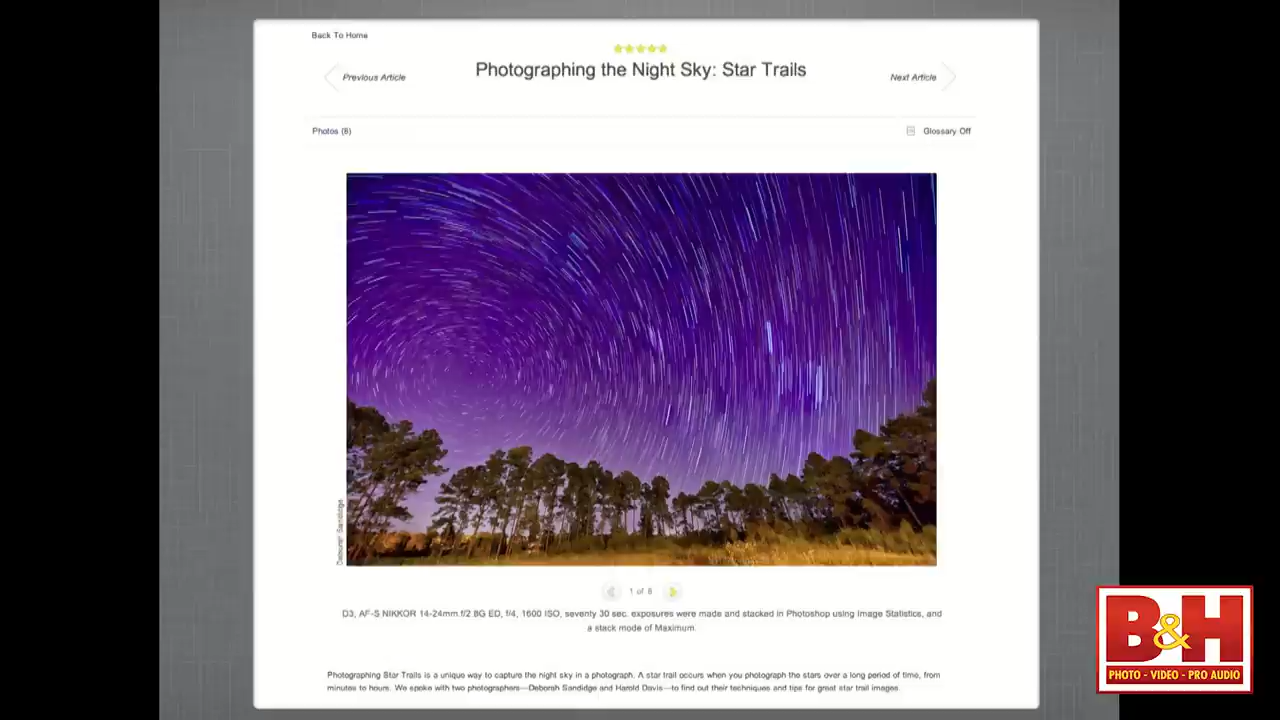 Back To Home
Previous Article
Photographing the Night Sky: Star Trails
Next Article
Photos (8)
Glossary Off
Deborah Sandidge
1 of 8
D3, AF-S NIKKOR 14-24mm f/2.8G ED, f/4, 1600 ISO, seventy 30 sec. exposures were made and stacked in Photoshop using Image Statistics, and
a stack mode of Maximum.
Photographing Star Trails is a unique way to capture the night sky in a photograph. A star trail occurs when you photograph the stars over a long period of time, from
minutes to hours. We spoke with two photographers—Deborah Sandidge and Harold Davis—to find out their techniques and tips for great star trail images.
B&H
PHOTO - VIDEO - PRO AUDIO